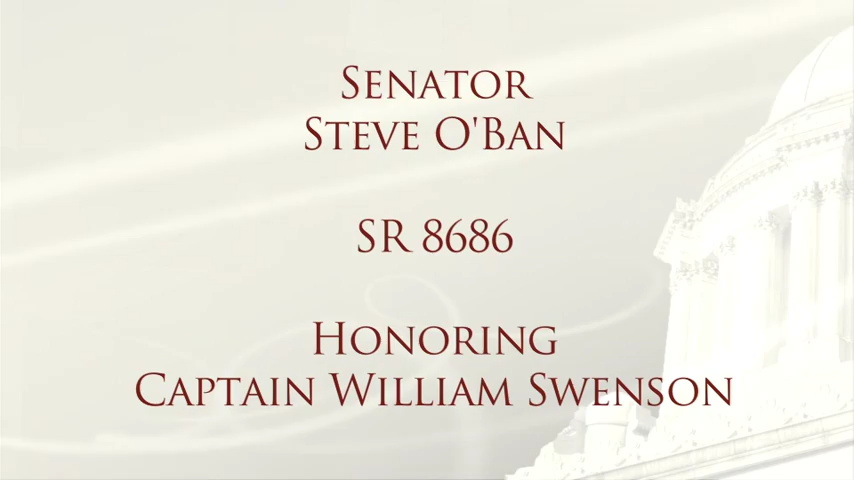 Senator
Steve O'Ban
SR 8686
Honoring
Captain William Swenson